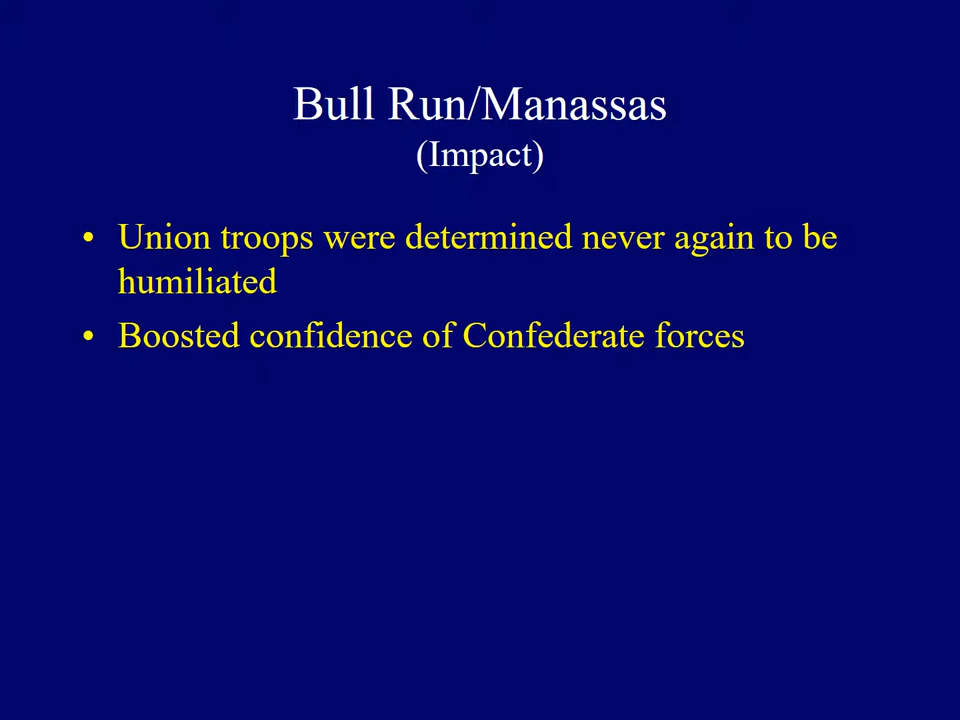 Bull Run/Manassas
(Impact)
• Union troops were determined never again to be
humiliated
• Boosted confidence of Confederate forces